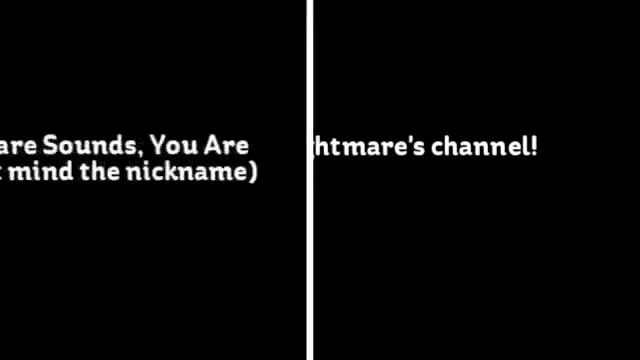 are Sounds, You Are
mind the nickname)
htmare's channel!